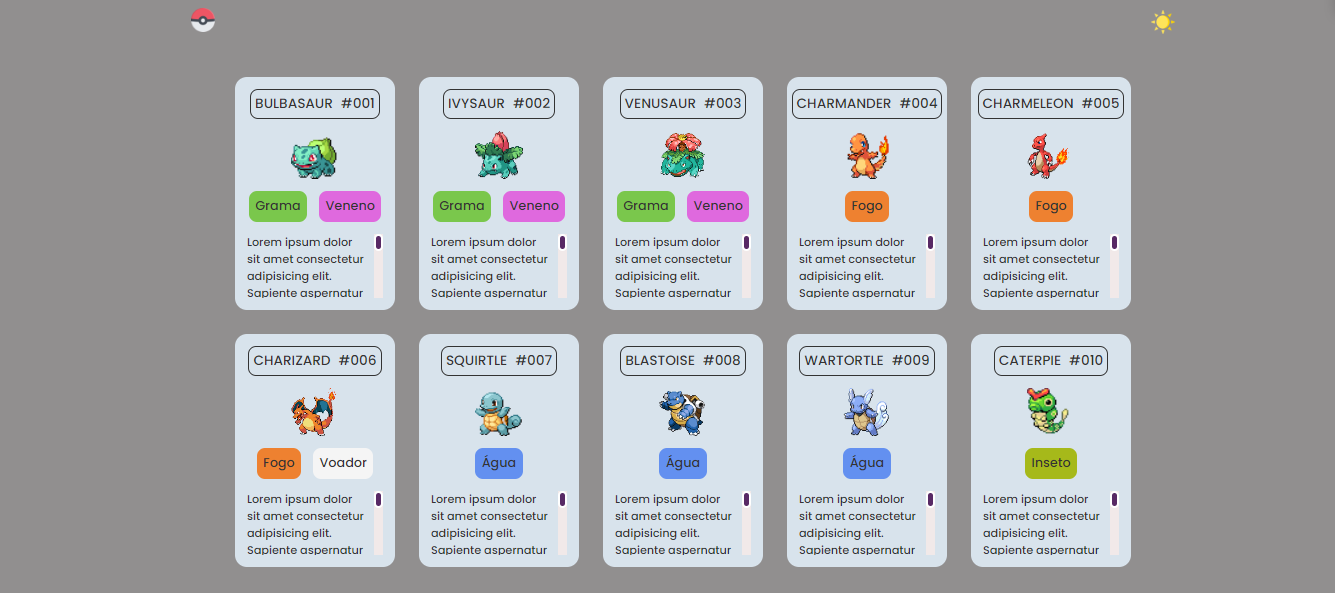 BULBASAUR #001
IVYSAUR #002
VENUSAUR #003
CHARMANDER #004
CHARMELEON #005
Grama Veneno
Grama Veneno
Grama Veneno
Fogo
Fogo
Lorem ipsum dolor
sit amet consectetur
adipisicing elit.
Sapiente aspernatur
Lorem ipsum dolor
sit amet consectetur
adipisicing elit.
Sapiente aspernatur
Lorem ipsum dolor
sit amet consectetur
adipisicing elit.
Sapiente aspernatur
Lorem ipsum dolor
sit amet consectetur
adipisicing elit.
Sapiente aspernatur
Lorem ipsum dolor
sit amet consectetur
adipisicing elit.
Sapiente aspernatur
CHARIZARD #006
SQUIRTLE #007
BLASTOISE #008
WARTORTLE #009
CATERPIE #010
Fogo Voador
Água
Água
Água
Inseto
Lorem ipsum dolor
sit amet consectetur
adipisicing elit.
Sapiente aspernatur
Lorem ipsum dolor
sit amet consectetur
adipisicing elit.
Sapiente aspernatur
Lorem ipsum dolor
sit amet consectetur
adipisicing elit.
Sapiente aspernatur
Lorem ipsum dolor
sit amet consectetur
adipisicing elit.
Sapiente aspernatur
Lorem ipsum dolor
sit amet consectetur
adipisicing elit.
Sapiente aspernatur